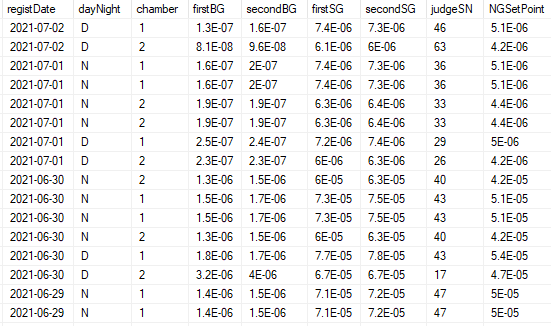 registDate dayNight chamber firstBG secondBG firstSG secondSG judgeSN NGSetPoint
2021-07-02 D 1 1.3E-07 1.6E-07 7.4E-06 7.3E-06 46 5.1E-06
2021-07-02 D 2 8.1E-08 9.6E-08 6.1E-06 6E-06 63 4.2E-06
2021-07-01 N 1 1.6E-07 2E-07 7.4E-06 7.3E-06 36 5.1E-06
2021-07-01 N 1 1.6E-07 2E-07 7.4E-06 7.3E-06 36 5.1E-06
2021-07-01 N 2 1.9E-07 1.9E-07 6.3E-06 6.4E-06 33 4.4E-06
2021-07-01 N 2 1.9E-07 1.9E-07 6.3E-06 6.4E-06 33 4.4E-06
2021-07-01 D 1 2.5E-07 2.4E-07 7.2E-06 7.4E-06 29 5E-06
2021-07-01 D 2 2.3E-07 2.3E-07 6E-06 6.3E-06 26 4.2E-06
2021-06-30 N 2 1.3E-06 1.5E-06 6E-05 6.3E-05 40 4.2E-05
2021-06-30 N 1 1.5E-06 1.7E-06 7.3E-05 7.5E-05 43 5.1E-05
2021-06-30 N 1 1.5E-06 1.7E-06 7.3E-05 7.5E-05 43 5.1E-05
2021-06-30 N 2 1.3E-06 1.5E-06 6E-05 6.3E-05 40 4.2E-05
2021-06-30 D 1 1.8E-06 1.7E-06 7.7E-05 7.8E-05 43 5.4E-05
2021-06-30 D 2 3.2E-06 4E-06 6.7E-05 6.7E-05 17 4.7E-05
2021-06-29 N 1 1.4E-06 1.5E-06 7.1E-05 7.2E-05 47 5E-05
2021-06-29 N 1 1.4E-06 1.5E-06 7.1E-05 7.2E-05 47 5E-05